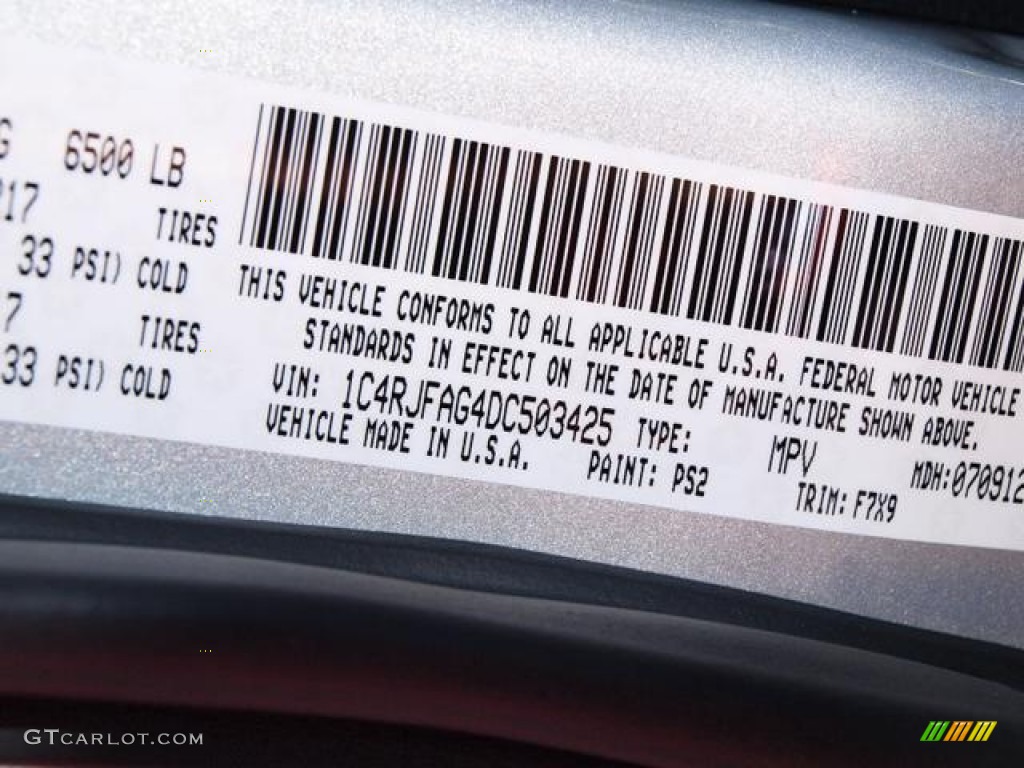 G 6500 LB
17 TIRES
33 PSI) COLD
7 TIRES
33 PSI) COLD
THIS VEHICLE CONFORMS TO ALL APPLICABLE U.S.A. FEDERAL MOTOR VEHICLE
STANDARDS IN EFFECT ON THE DATE OF MANUFACTURE SHOWN ABOVE.
VIN: 1C4RJFAG4DC503425 TYPE: MPV MDH:070912
VEHICLE MADE IN U.S.A. PAINT: PS2 TRIM: F7X9
GTCARLOT.COM